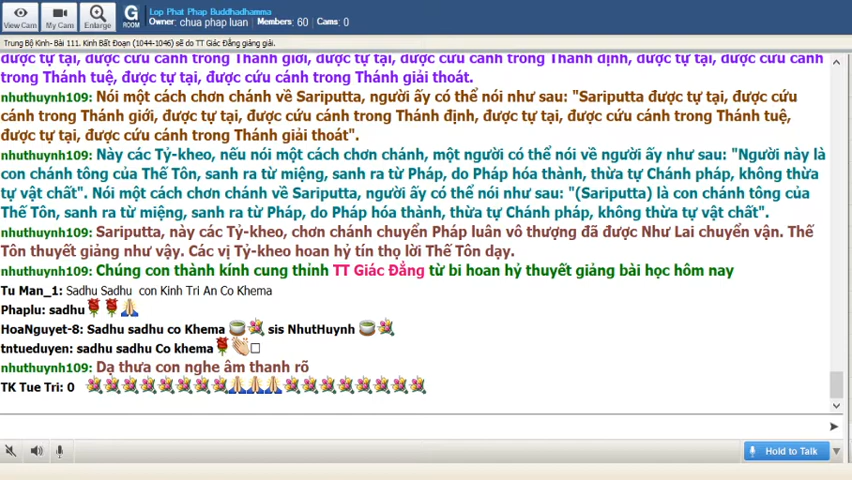 Lop Phat Phap Buddhadhamma
Owner: chua phap luan Members: 60 Cams: 0
View Cam
My Cam
Enlarge
G
ROOM
Trung Bộ Kinh- Bài 111. Kinh Bất Đoạn (1044-1046) sẽ do TT Giác Đẳng giảng giải.
được tự tại, được cứu cánh trong Thánh giới, được tự tại, được cứu cánh trong Thánh định, được tự tại, được cứu cánh
trong Thánh tuệ, được tự tại, được cứu cánh trong Thánh giải thoát.
nhuthuynh109: Nói một cách chơn chánh về Sariputta, người ấy có thể nói như sau: "Sariputta được tự tại, được cứu
cánh trong Thánh giới, được tự tại, được cứu cánh trong Thánh định, được tự tại, được cứu cánh trong Thánh tuệ,
được tự tại, được cứu cánh trong Thánh giải thoát".
nhuthuynh109: Này các Tỷ-kheo, nếu nói một cách chơn chánh, một người có thể nói về người ấy như sau: "Người này là
con chánh tông của Thế Tôn, sanh ra từ miệng, sanh ra từ Pháp, do Pháp hóa thành, thừa tự Chánh pháp, không thừa
tự vật chất". Nói một cách chơn chánh về Sariputta, người ấy có thể nói như sau: "(Sariputta) là con chánh tông của
Thế Tôn, sanh ra từ miệng, sanh ra từ Pháp, do Pháp hóa thành, thừa tự Chánh pháp, không thừa tự vật chất".
nhuthuynh109: Sariputta, này các Tỷ-kheo, chơn chánh chuyển Pháp luân vô thượng đã được Như Lai chuyển vận. Thế
Tôn thuyết giảng như vậy. Các vị Tỷ-kheo hoan hỷ tín thọ lời Thế Tôn dạy.
nhuthuynh109: Chúng con thành kính cung thỉnh TT Giác Đẳng từ bi hoan hỷ thuyết giảng bài học hôm nay
Tu Man_1: Sadhu Sadhu con Kinh Tri An Co Khema
Phaplu: sadhu
HoaNguyet-8: Sadhu sadhu co Khema sis NhutHuynh
tntueduyen: sadhu sadhu Co khema
nhuthuynh109: Dạ thưa con nghe âm thanh rõ
TK Tue Tri: 0
Hold to Talk